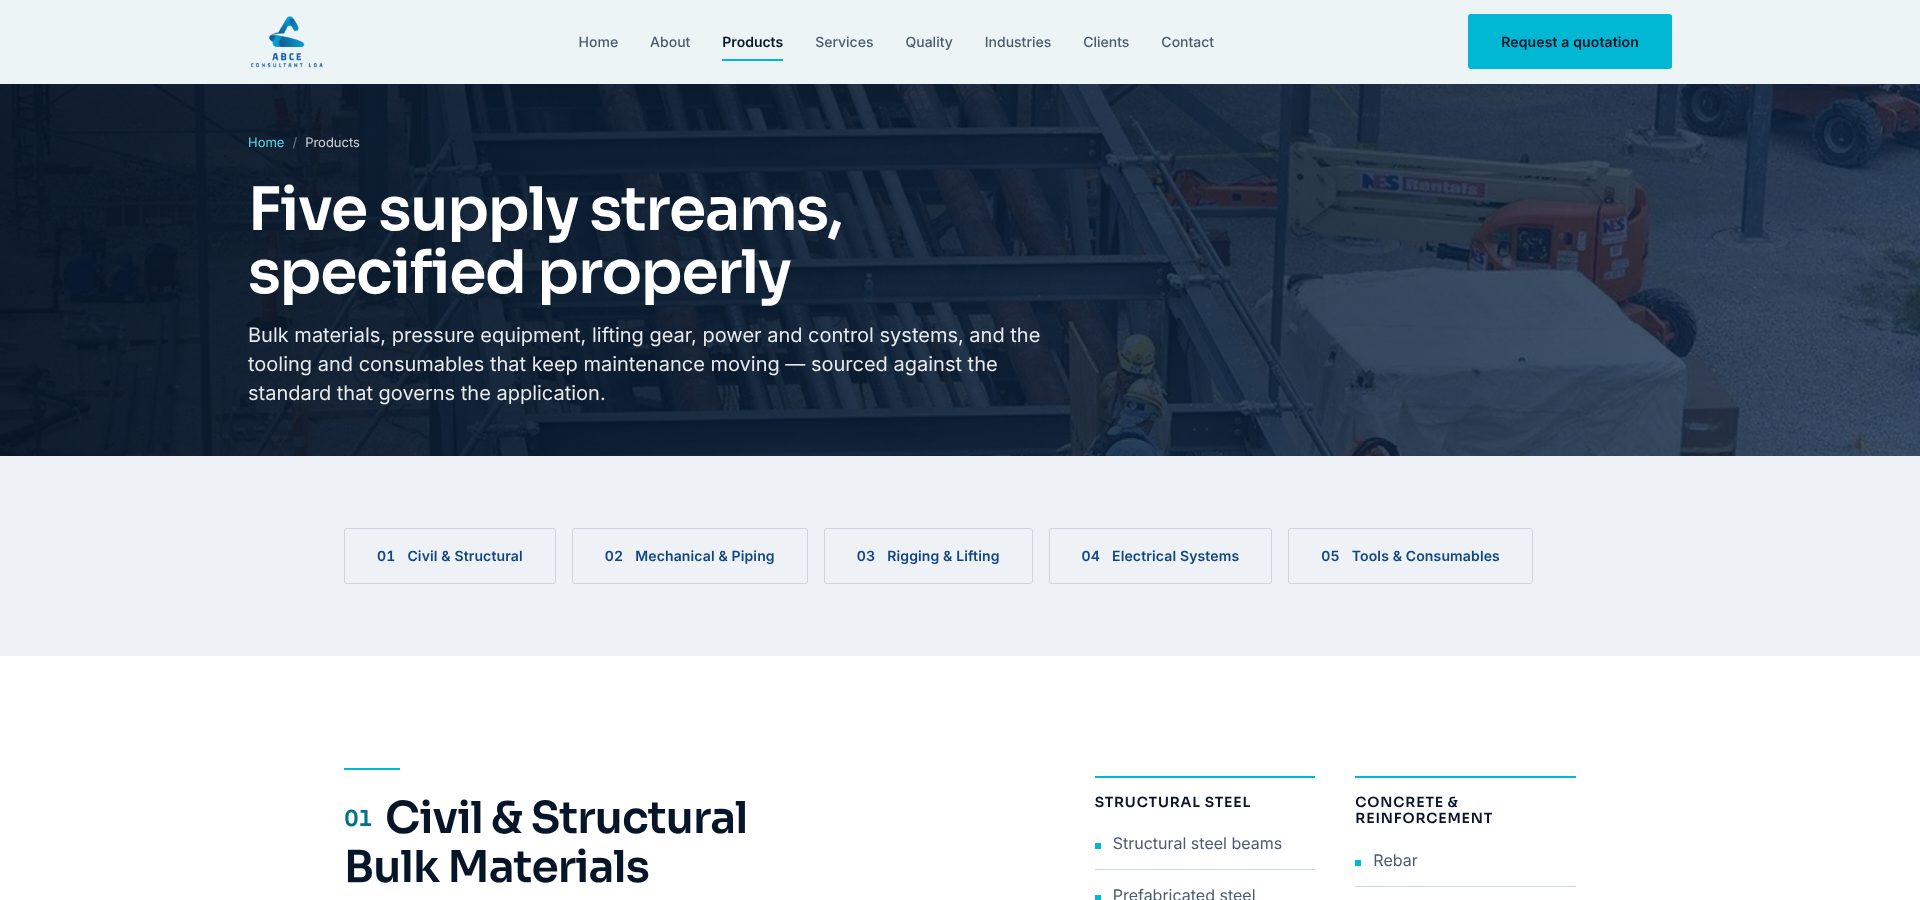 ABCE
CONSULTANT LDA
Home
About
Products
Services
Quality
Industries
Clients
Contact
Request a quotation
Home / Products
Five supply streams,
specified properly
Bulk materials, pressure equipment, lifting gear, power and control systems, and the
tooling and consumables that keep maintenance moving — sourced against the
standard that governs the application.
NES Rentals
NES
01 Civil & Structural
02 Mechanical & Piping
03 Rigging & Lifting
04 Electrical Systems
05 Tools & Consumables
01 Civil & Structural
Bulk Materials
STRUCTURAL STEEL
Structural steel beams
Prefabricated steel
CONCRETE &
REINFORCEMENT
Rebar